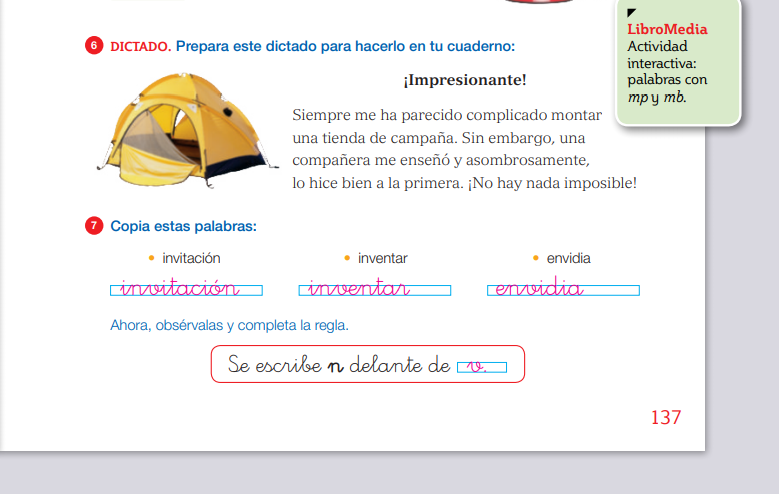 6 DICTADO. Prepara este dictado para hacerlo en tu cuaderno:
¡Impresionante!
Siempre me ha parecido complicado montar
una tienda de campaña. Sin embargo, una
compañera me enseñó y asombrosamente,
lo hice bien a la primera. ¡No hay nada imposible!
LibroMedia
Actividad
interactiva:
palabras con
mp y mb.
7 Copia estas palabras:
• invitación • inventar • envidia
invitación inventar envidia
Ahora, obsérvalas y completa la regla.
Se escribe n delante de v.
137